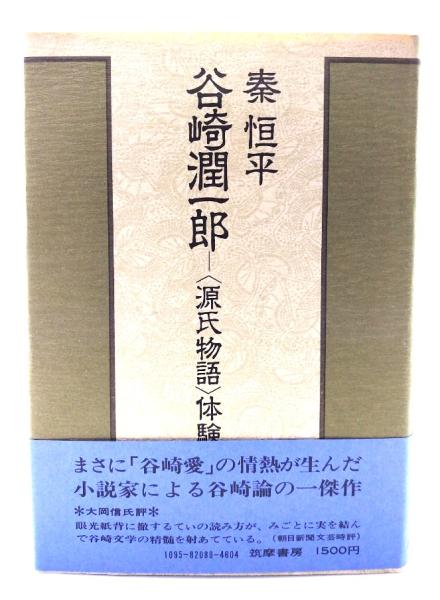 秦 恒平
谷崎潤一郎
―〈源氏物語〉体験
まさに「谷崎愛」の情熱が生んだ
小説家による谷崎論の一傑作
＊大岡信氏評＊
眼光紙背に徹するていの読み方が、みごとに実を結ん
で谷崎文学の精髄を射あてている。（朝日新聞文芸時評）
1095-82080-4604 筑摩書房 1500円